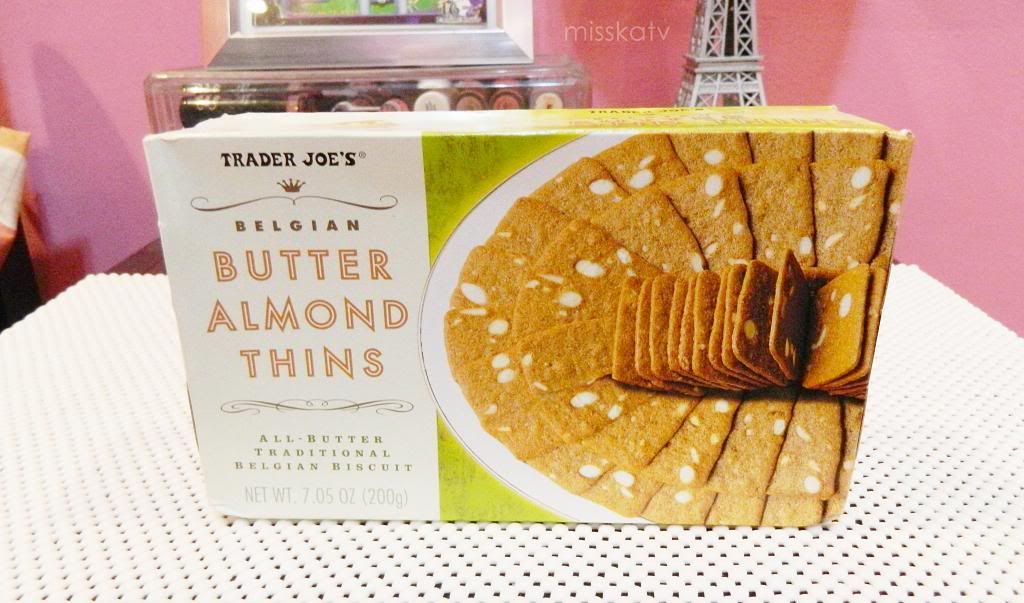 misskatv
TRADER JOE'S
TRADER JOE'S®
BELGIAN
BUTTER
ALMOND
THINS
ALL-BUTTER
TRADITIONAL
BELGIAN BISCUIT
NET WT. 7.05 OZ (200g)